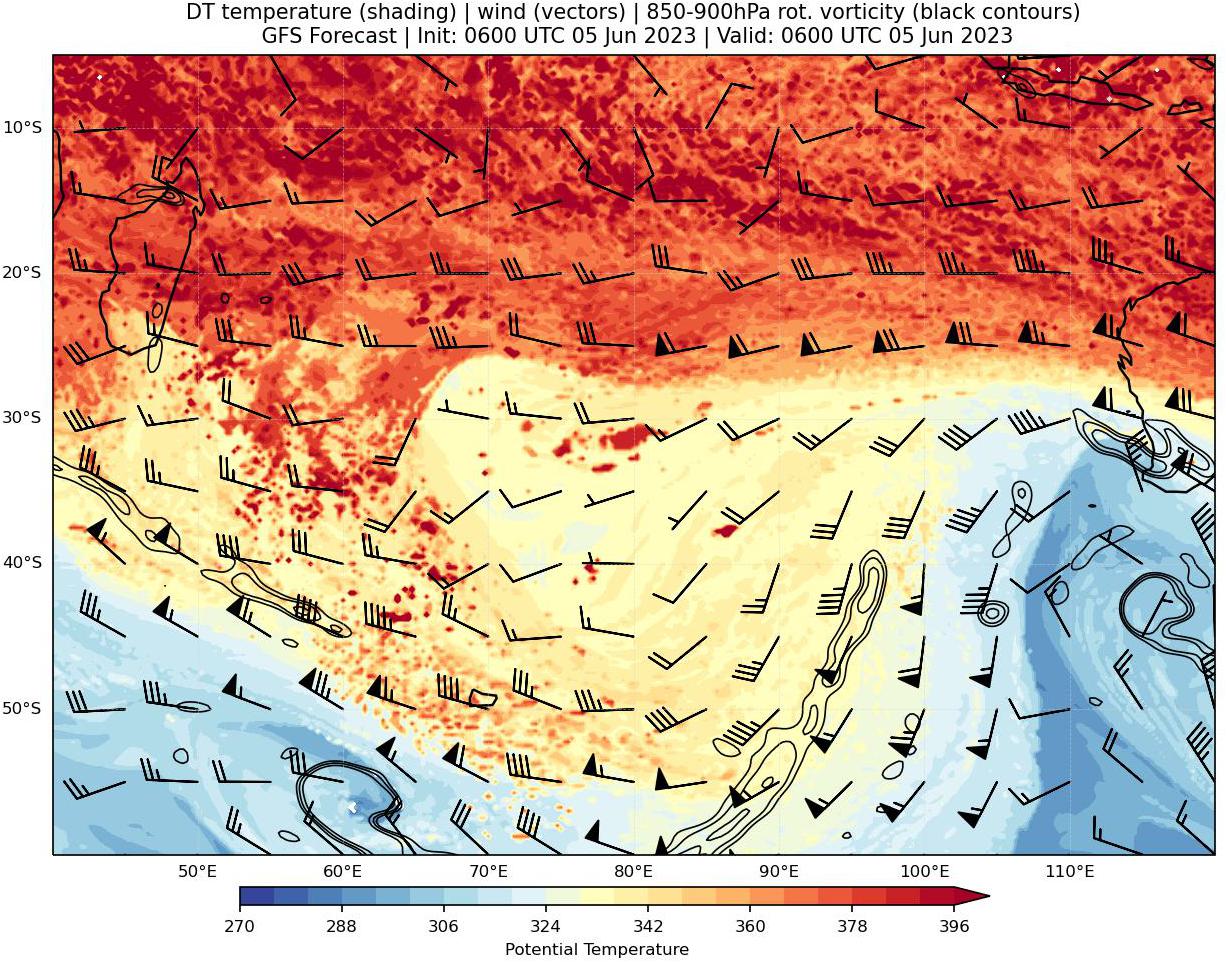 DT temperature (shading) | wind (vectors) | 850-900hPa rot. vorticity (black contours)
GFS Forecast | Init: 0600 UTC 05 Jun 2023 | Valid: 0600 UTC 05 Jun 2023
10°S
20°S
30°S
40°S
50°S
50°E 60°E 70°E 80°E 90°E 100°E 110°E
270 288 306 324 342 360 378 396
Potential Temperature